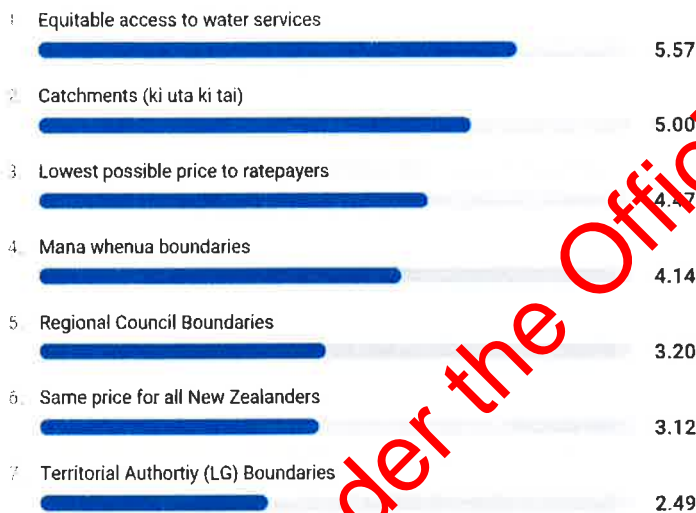 1. Equitable access to water services
5.57
2. Catchments (ki uta ki tai)
5.00
3. Lowest possible price to ratepayers
4.47
4. Mana whenua boundaries
4.14
5. Regional Council Boundaries
3.20
6. Same price for all New Zealanders
3.12
7. Territorial Authortiy (LG) Boundaries
2.49
der the Offic